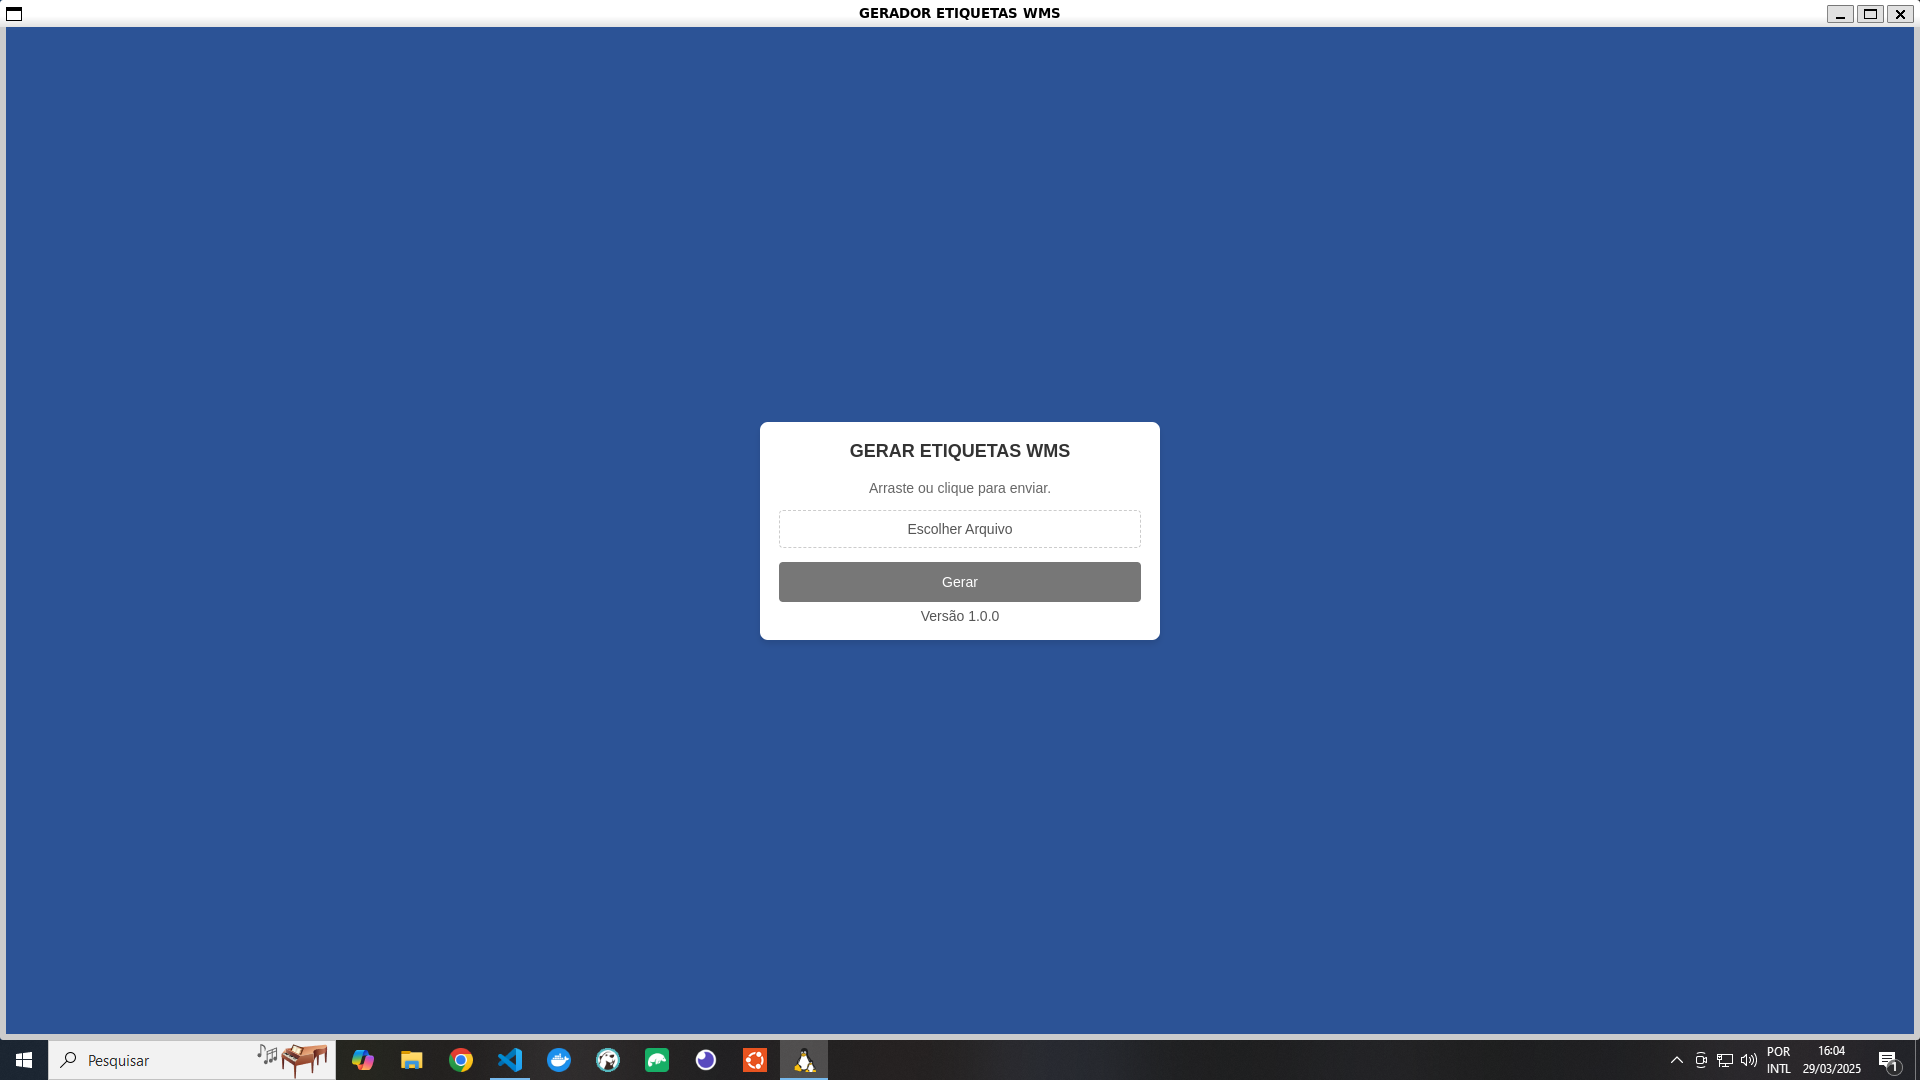 GERADOR ETIQUETAS WMS
GERAR ETIQUETAS WMS
Arraste ou clique para enviar.
Escolher Arquivo
Gerar
Versão 1.0.0
Pesquisar
POR
INTL
16:04
29/03/2025
1